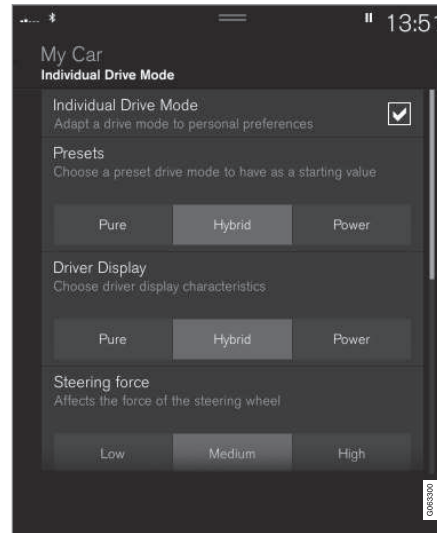 13:51
My Car
Individual Drive Mode
Individual Drive Mode
Adapt a drive mode to personal preferences
Presets
Choose a preset drive mode to have as a starting value
Pure Hybrid Power
Driver Display
Choose driver display characteristics
Pure Hybrid Power
Steering force
Affects the force of the steering wheel
Low Medium High
G063300